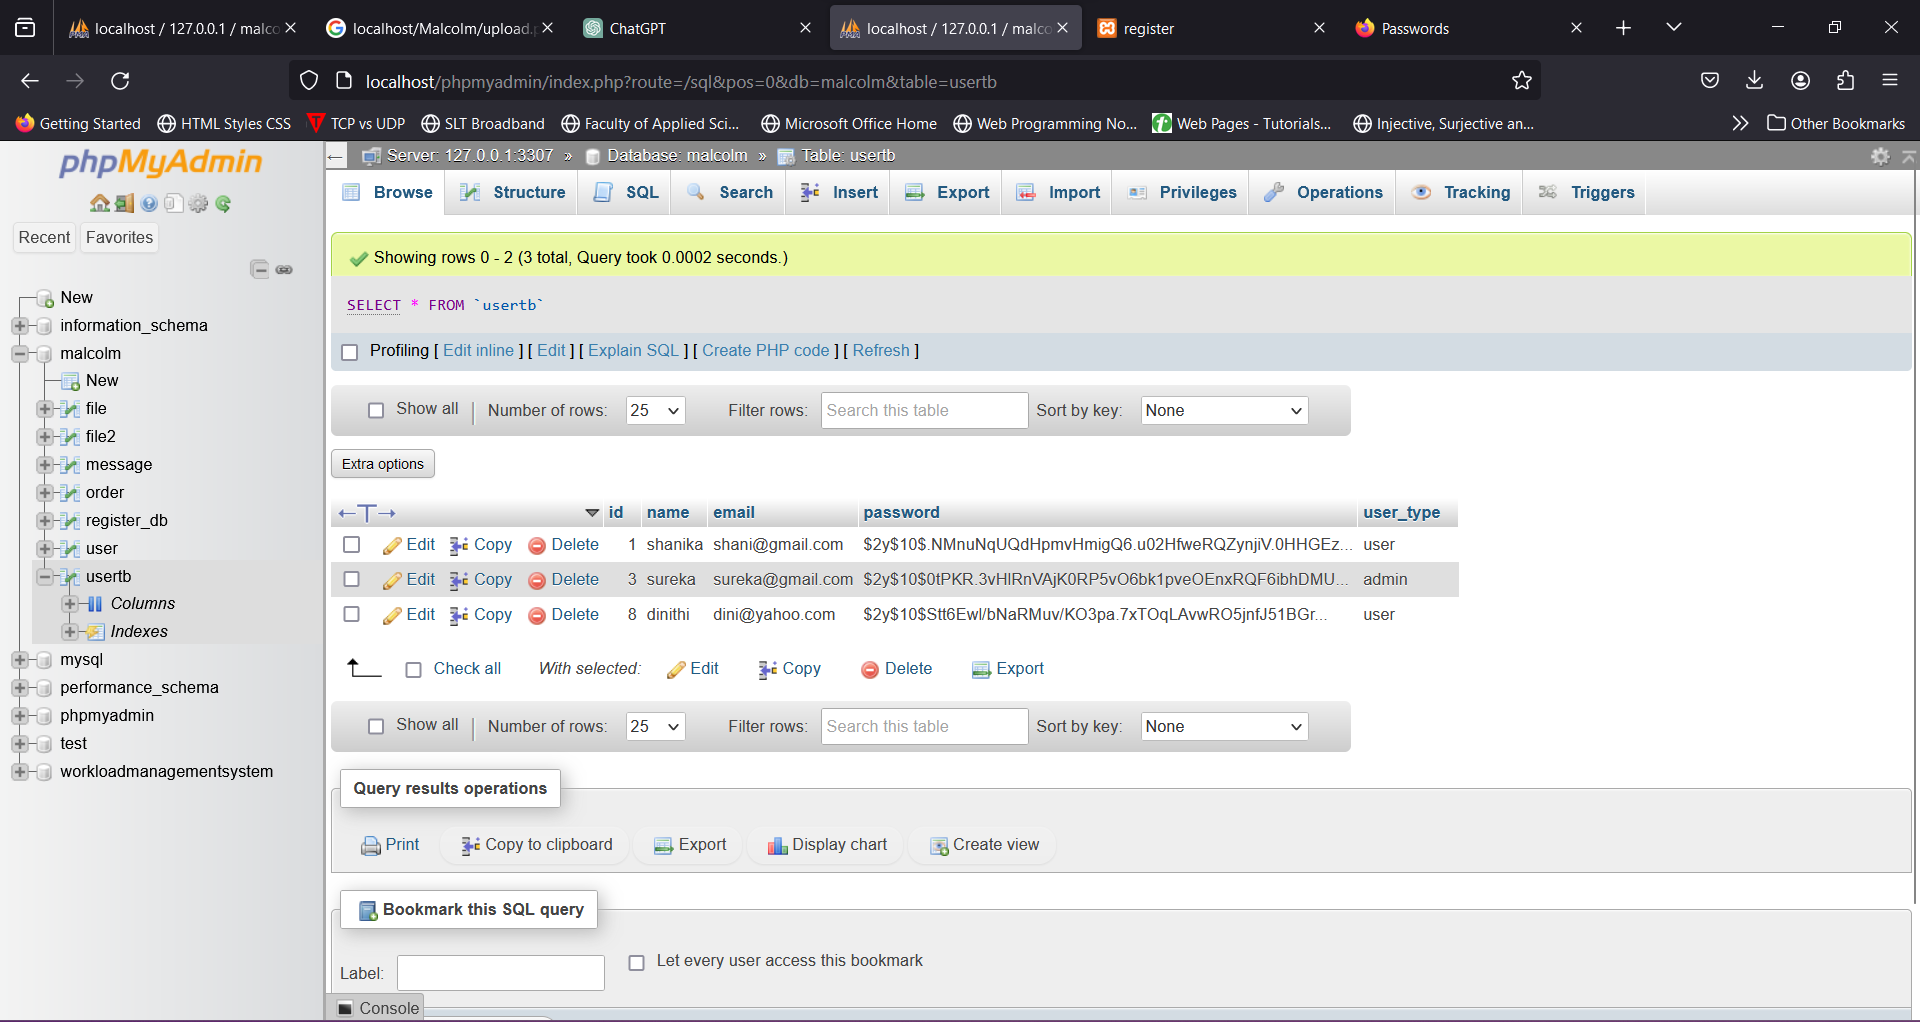 localhost / 127.0.0.1 / malco
localhost/Malcolm/upload.p
ChatGPT
localhost / 127.0.0.1 / malco
register
Passwords
localhost/phpmyadmin/index.php?route=/sql&pos=0&db=malcolm&table=usertb
Getting Started
HTML Styles CSS
TCP vs UDP
SLT Broadband
Faculty of Applied Sci...
Microsoft Office Home
Web Programming No...
Web Pages - Tutorials...
Injective, Surjective an...
Other Bookmarks
phpMyAdmin
Recent
Favorites
New
information_schema
malcolm
New
file
file2
message
order
register_db
user
usertb
Columns
Indexes
mysql
performance_schema
phpmyadmin
test
workloadmanagementsystem
Server: 127.0.0.1:3307 » Database: malcolm » Table: usertb
Browse Structure SQL Search Insert Export Import Privileges Operations Tracking Triggers
Showing rows 0 - 2 (3 total, Query took 0.0002 seconds.)
SELECT * FROM `usertb`
Profiling [ Edit inline ] [ Edit ] [ Explain SQL ] [ Create PHP code ] [ Refresh ]
Show all Number of rows: 25 Filter rows: Search this table Sort by key: None
Extra options
←T→ id name email password user_type
Edit Copy Delete 1 shanika shani@gmail.com $2y$10$.NMnuNqUQdHpmvHmigQ6.u02HfweRQZynjiV.0HHGEz... user
Edit Copy Delete 3 sureka sureka@gmail.com $2y$10$0tPKR.3vHlRnVAjK0RP5vO6bk1pveOEnxRQF6ibhDMU... admin
Edit Copy Delete 8 dinithi dini@yahoo.com $2y$10$Stt6Ewl/bNaRMuv/KO3pa.7xTOqLAvwRO5jnfJ51BGr... user
Check all With selected: Edit Copy Delete Export
Show all Number of rows: 25 Filter rows: Search this table Sort by key: None
Query results operations
Print Copy to clipboard Export Display chart Create view
Bookmark this SQL query
Label: Let every user access this bookmark
Console